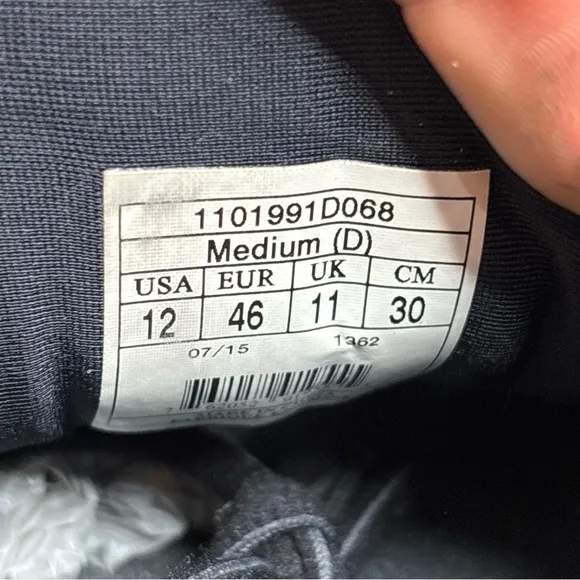 1101991D068
Medium (D)
USA EUR UK CM
12 46 11 30
07/15 1362